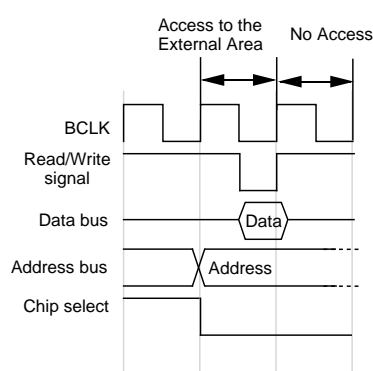 Access to the
External Area
No Access
BCLK
Read/Write
signal
Data bus
Data
Address bus
Address
Chip select